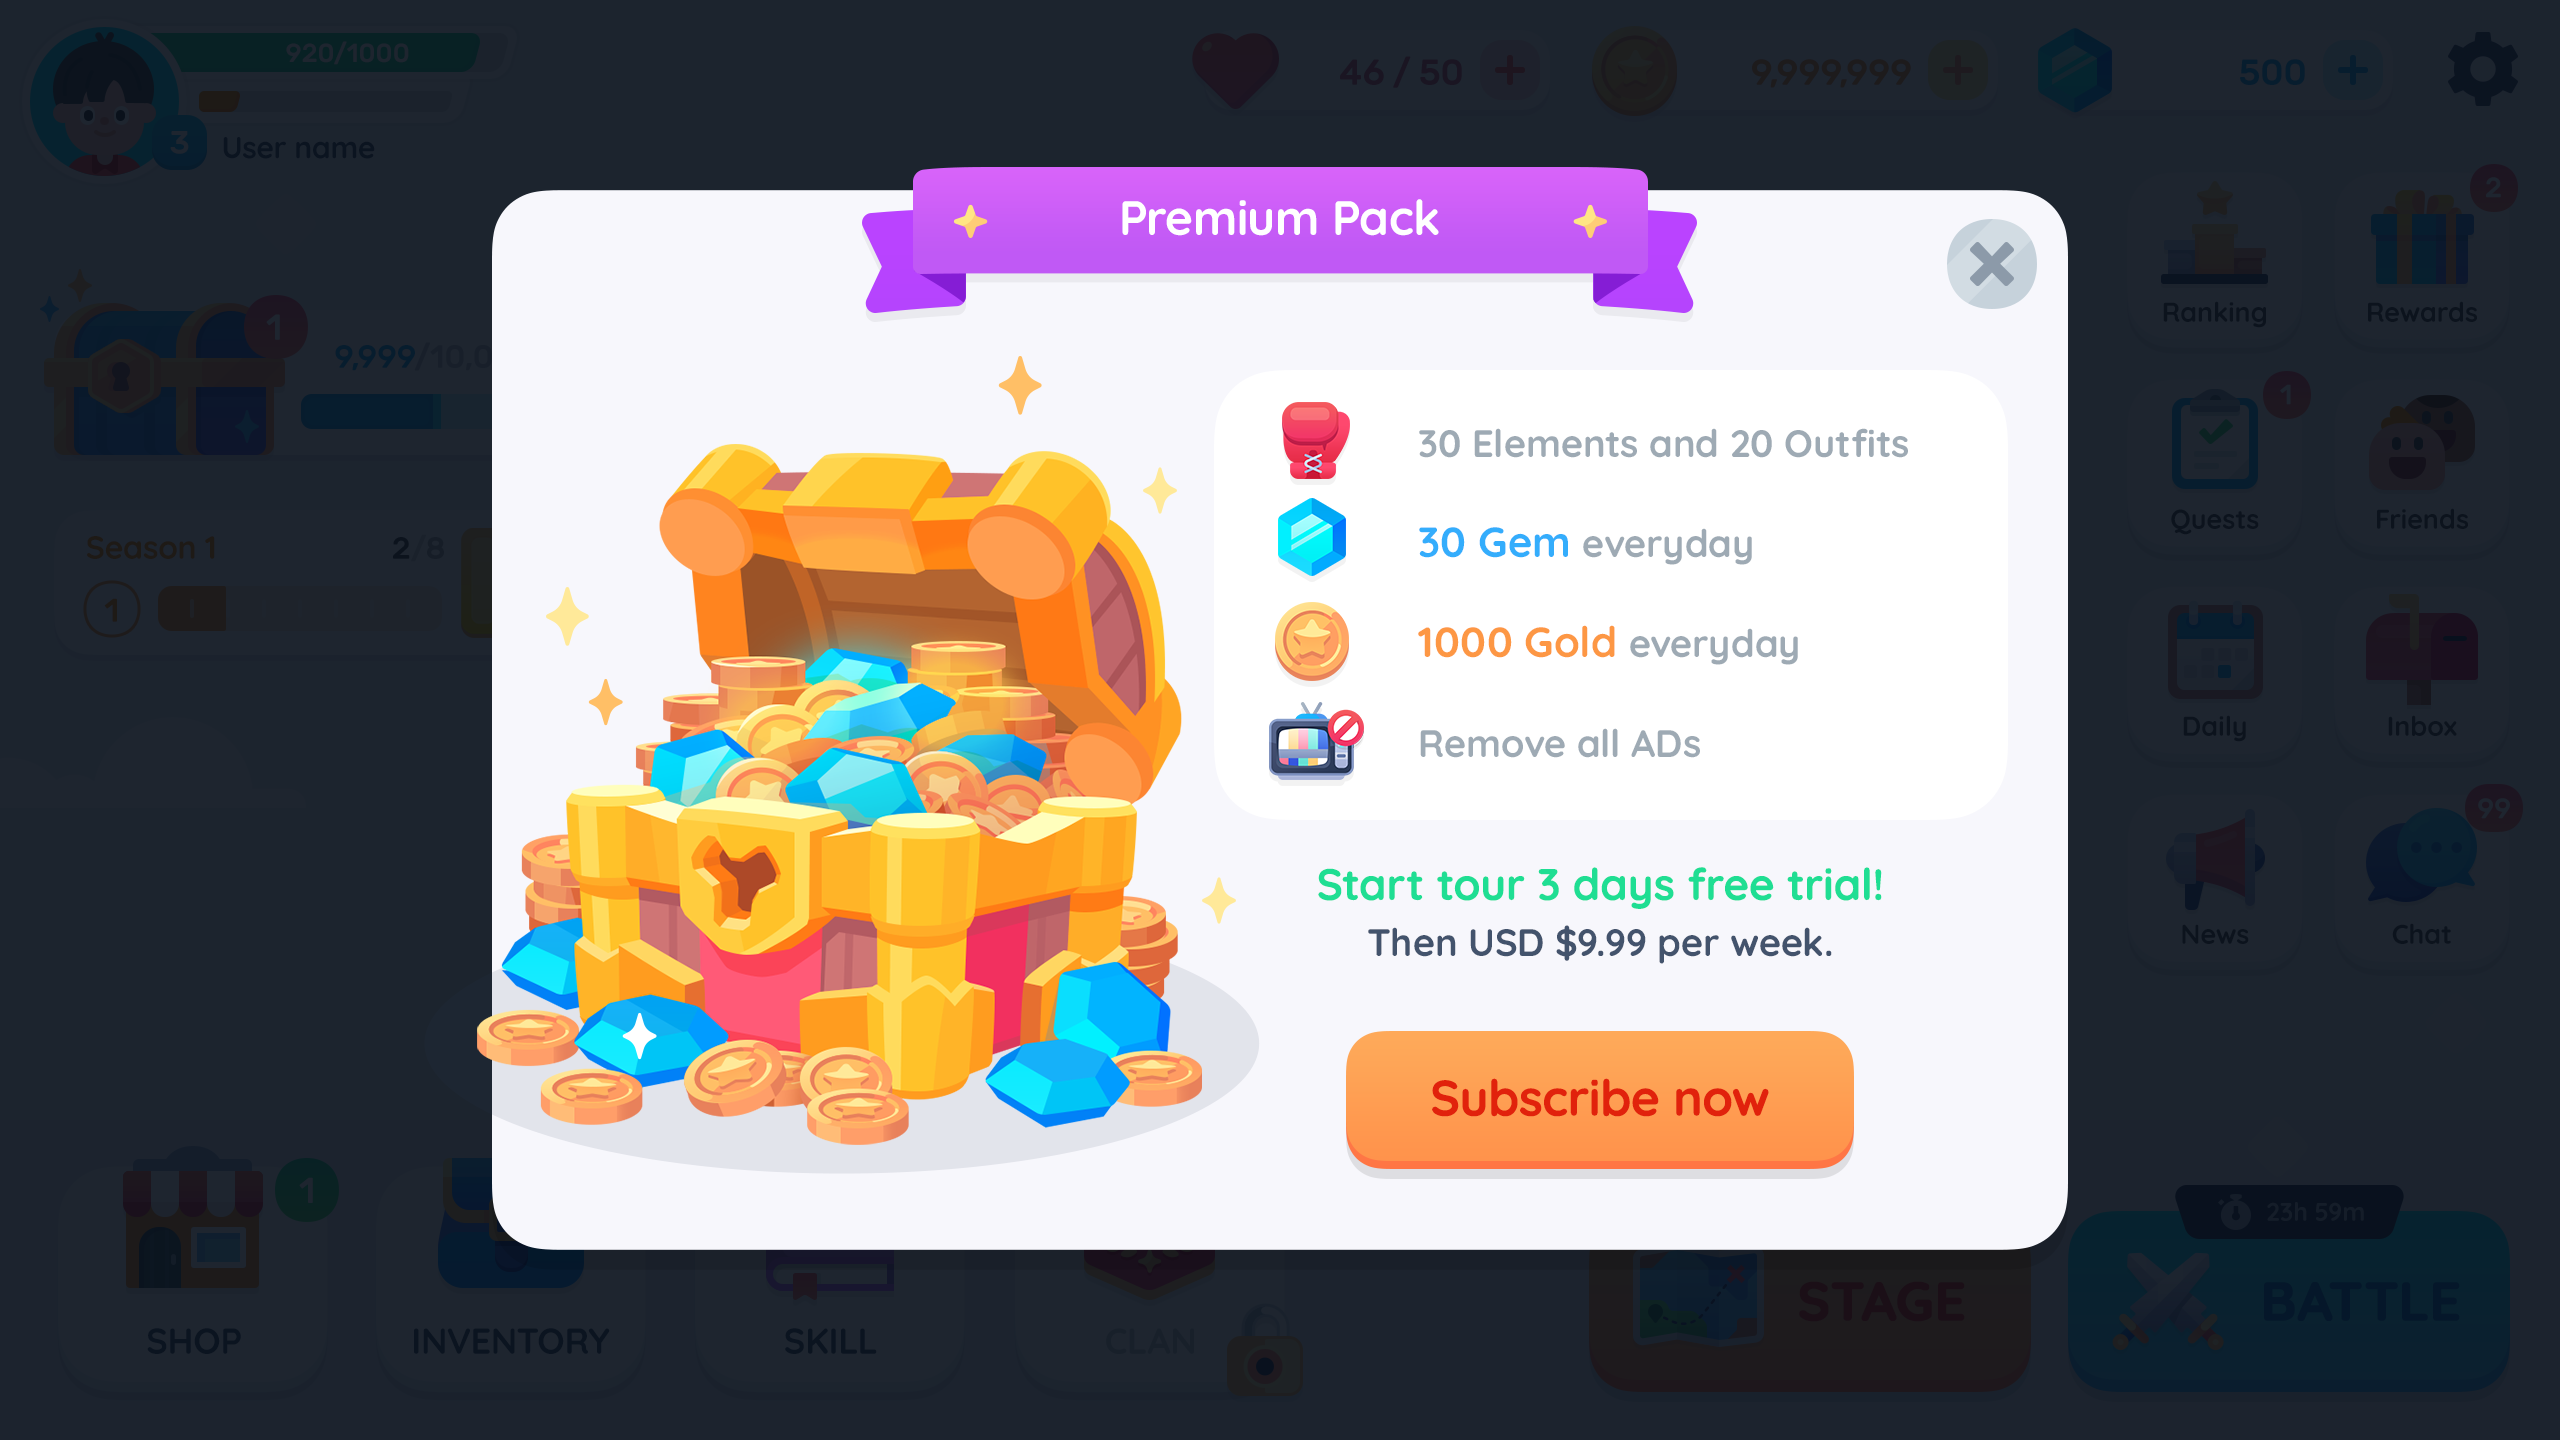 920/1000
3
User name
46 / 50
9,999,999
500
Premium Pack
1
9,999/10,0
Season 1
2/8
1
30 Elements and 20 Outfits
30 Gem everyday
1000 Gold everyday
Remove all ADs
Start tour 3 days free trial!
Then USD $9.99 per week.
Subscribe now
Ranking
2
Rewards
1
Quests
Friends
Daily
Inbox
News
99
Chat
1
SHOP
INVENTORY
SKILL
CLAN
STAGE
23h 59m
BATTLE